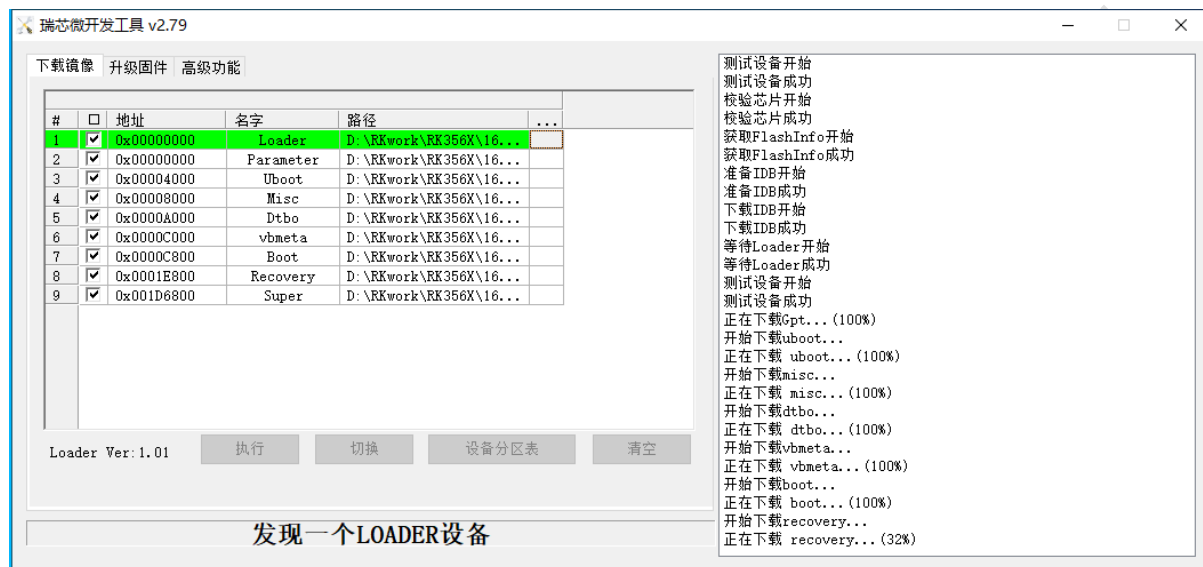 瑞芯微开发工具 v2.79
下载镜像 升级固件 高级功能
# 地址 名字 路径 ...
1 0x00000000 Loader D:\RKwork\RK356X\16...
2 0x00000000 Parameter D:\RKwork\RK356X\16...
3 0x00004000 Uboot D:\RKwork\RK356X\16...
4 0x00008000 Misc D:\RKwork\RK356X\16...
5 0x0000A000 Dtbo D:\RKwork\RK356X\16...
6 0x0000C000 vbmeta D:\RKwork\RK356X\16...
7 0x0000C800 Boot D:\RKwork\RK356X\16...
8 0x0001E800 Recovery D:\RKwork\RK356X\16...
9 0x001D6800 Super D:\RKwork\RK356X\16...
Loader Ver:1.01 执行 切换 设备分区表 清空
发现一个LOADER设备
测试设备开始
测试设备成功
校验芯片开始
校验芯片成功
获取FlashInfo开始
获取FlashInfo成功
准备IDB开始
准备IDB成功
下载IDB开始
下载IDB成功
等待Loader开始
等待Loader成功
测试设备开始
测试设备成功
正在下载Gpt...(100%)
开始下载uboot...
正在下载 uboot...(100%)
开始下载misc...
正在下载 misc...(100%)
开始下载dtbo...
正在下载 dtbo...(100%)
开始下载vbmeta...
正在下载 vbmeta...(100%)
开始下载boot...
正在下载 boot...(100%)
开始下载recovery...
正在下载 recovery...(32%)